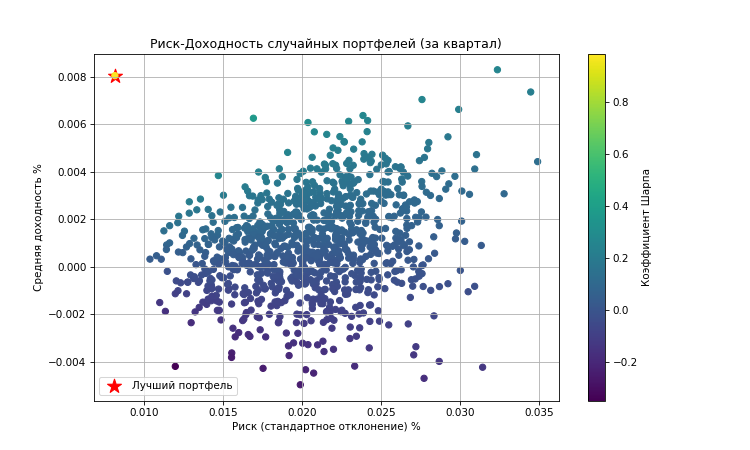 Риск-Доходность случайных портфелей (за квартал)
Средняя доходность %
0.008
0.006
0.004
0.002
0.000
−0.002
−0.004
Лучший портфель
0.010 0.015 0.020 0.025 0.030 0.035
Риск (стандартное отклонение) %
0.8
0.6
0.4
0.2
0.0
−0.2
Коэффициент Шарпа